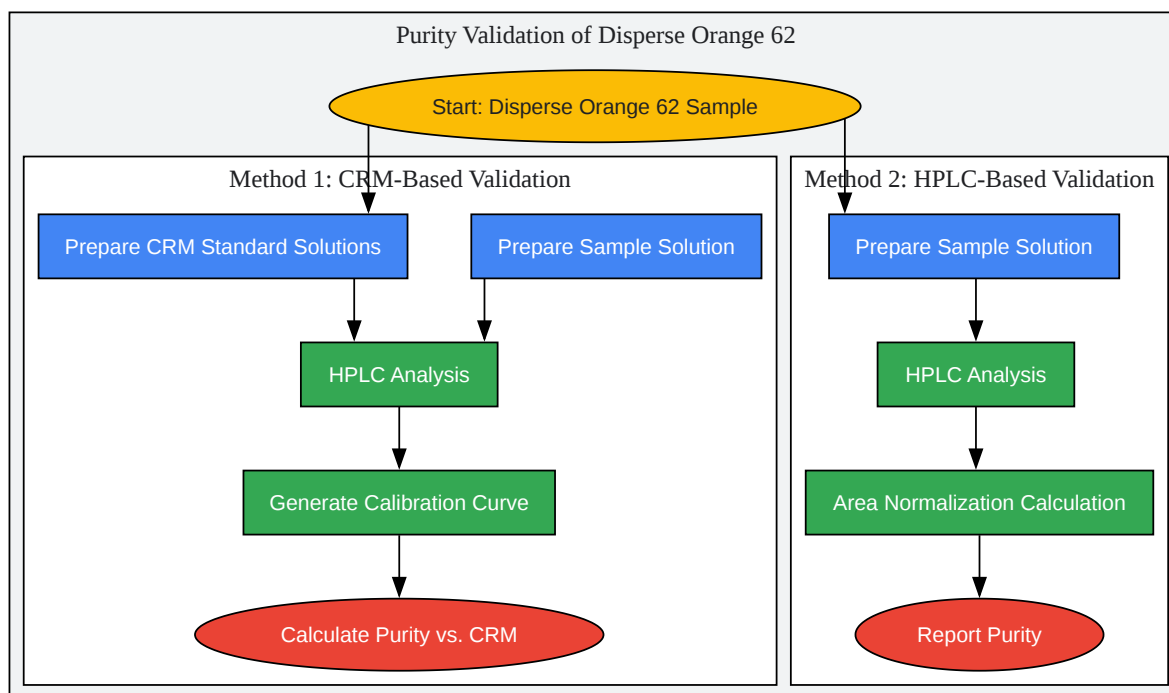 Purity Validation of Disperse Orange 62
Start: Disperse Orange 62 Sample
Method 1: CRM-Based Validation
Prepare CRM Standard Solutions
Prepare Sample Solution
HPLC Analysis
Generate Calibration Curve
Calculate Purity vs. CRM
Method 2: HPLC-Based Validation
Prepare Sample Solution
HPLC Analysis
Area Normalization Calculation
Report Purity